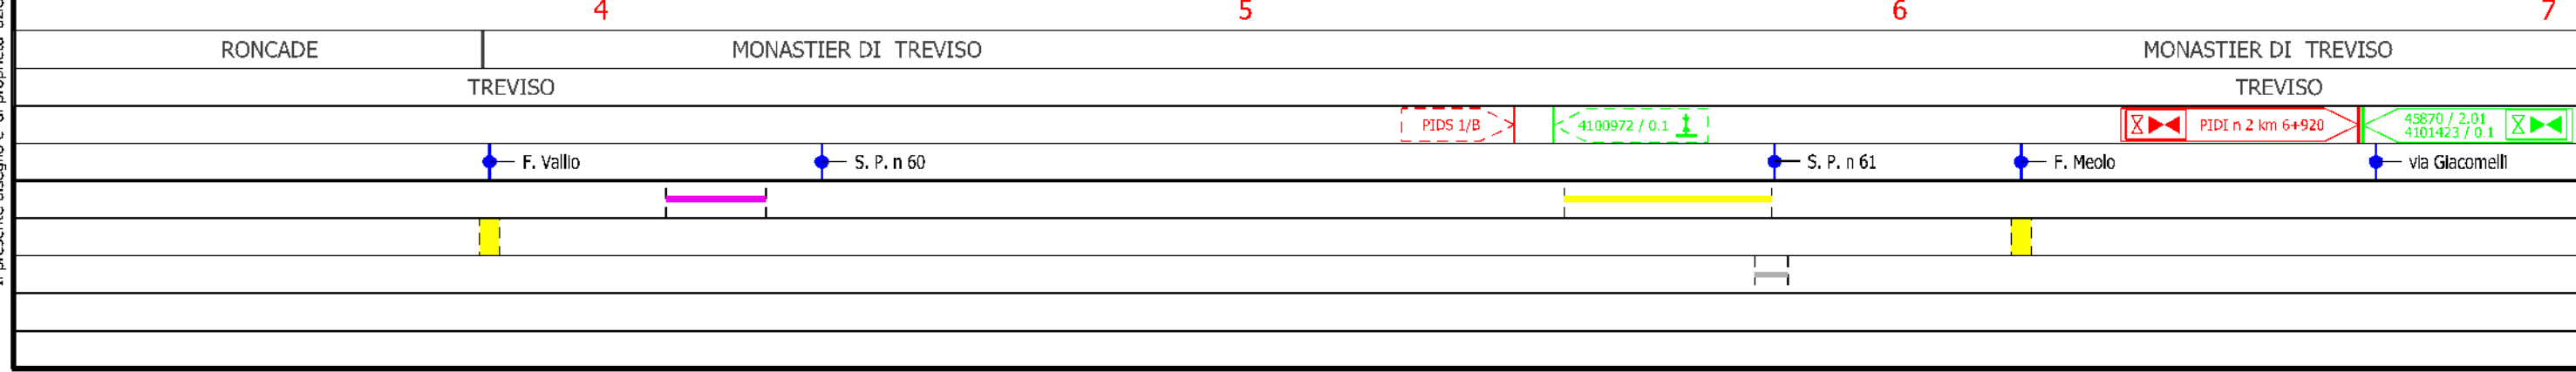 4 5 6 7
RONCADE MONASTIER DI TREVISO MONASTIER DI TREVISO
TREVISO TREVISO
PIDS 1/B 4100972 / 0.1 PIDI n 2 km 6+920 45870 / 2.01
4101423 / 0.1
F. Vallio S. P. n 60 S. P. n 61 F. Meolo via Giacomelli